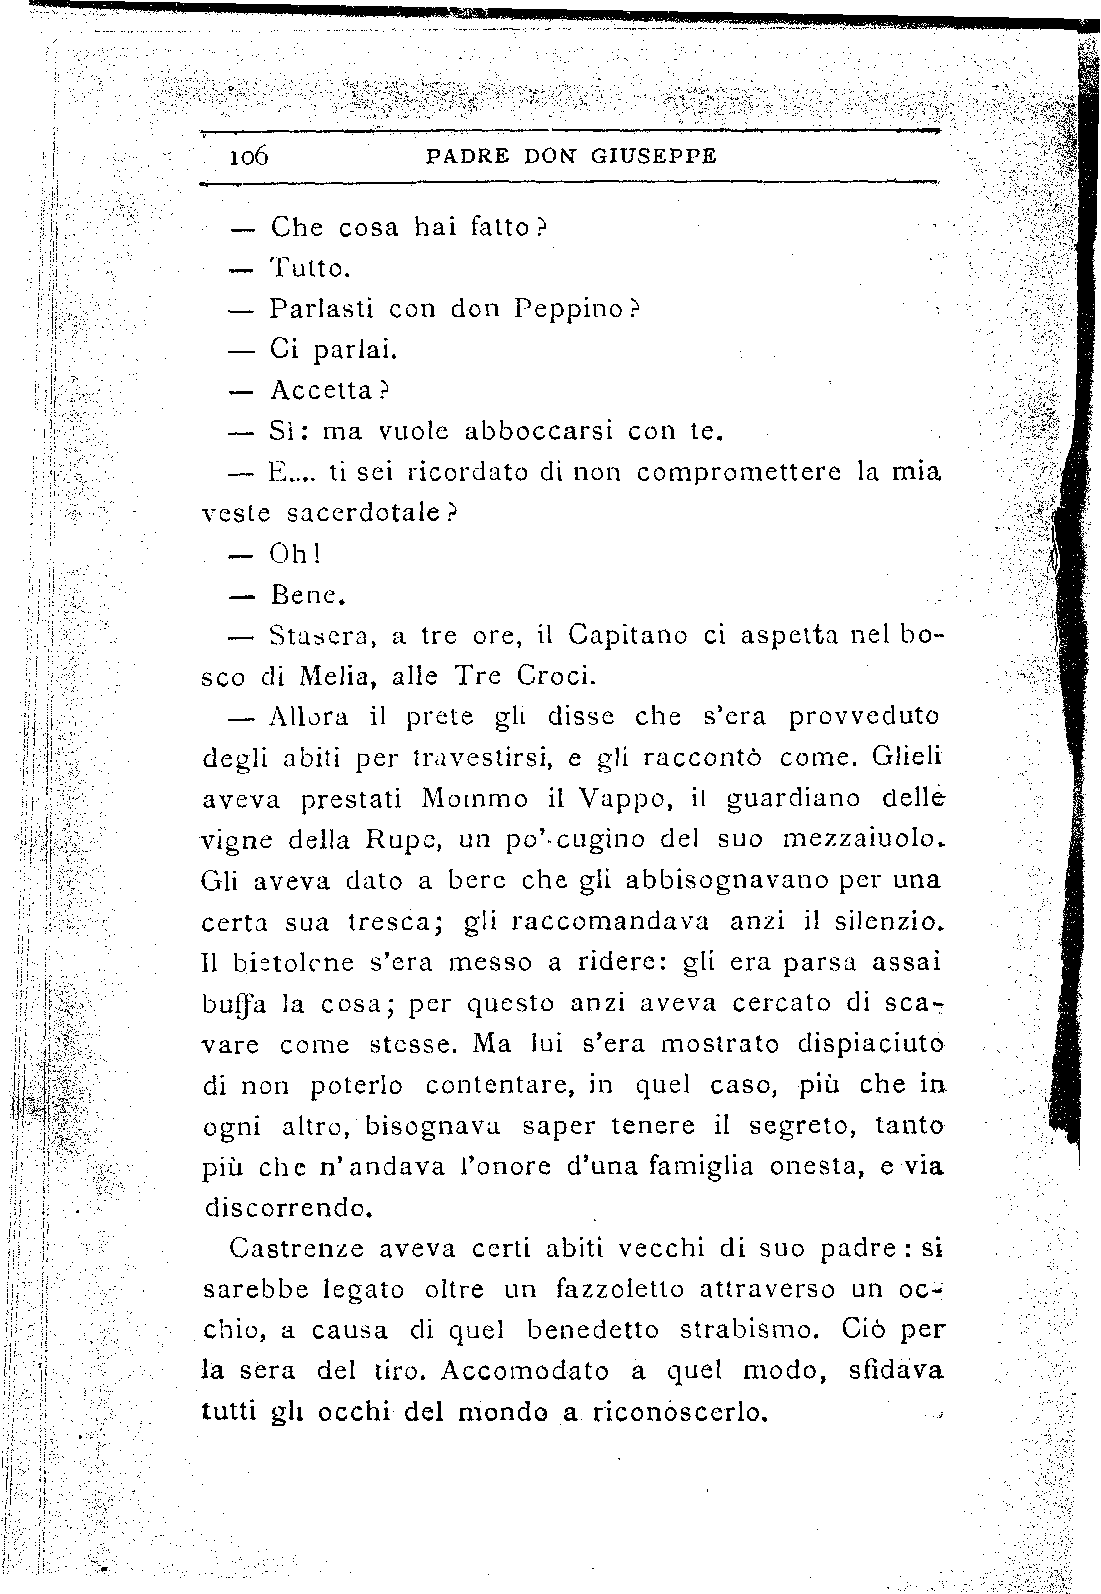 106 PADRE DON GIUSEPPE
— Che cosa hai fatto?
— Tutto.
— Parlasti con don Peppino?
— Ci parlai.
— Accetta?
— Sì: ma vuole abboccarsi con te.
— E.... ti sei ricordato di non compromettere la mia
veste sacerdotale?
— Oh!
— Bene.
— Stasera, a tre ore, il Capitano ci aspetta nel bo-
sco di Melia, alle Tre Croci.
— Allora il prete gli disse che s'era provveduto
degli abiti per travestirsi, e gli raccontò come. Glieli
aveva prestati Mommo il Vappo, il guardiano delle
vigne della Rupe, un po' cugino del suo mezzaiuolo.
Gli aveva dato a bere che gli abbisognavano per una
certa sua tresca; gli raccomandava anzi il silenzio.
Il bistolone s'era messo a ridere: gli era parsa assai
buffa la cosa; per questo anzi aveva cercato di sca-
vare come stesse. Ma lui s'era mostrato dispiaciuto
di non poterlo contentare, in quel caso, più che in
ogni altro, bisognava saper tenere il segreto, tanto
più che n'andava l'onore d'una famiglia onesta, e via
discorrendo.
Castrenze aveva certi abiti vecchi di suo padre: si
sarebbe legato oltre un fazzoletto attraverso un oc-
chio, a causa di quel benedetto strabismo. Ciò per
la sera del tiro. Accomodato a quel modo, sfidava
tutti gli occhi del mondo a riconoscerlo.